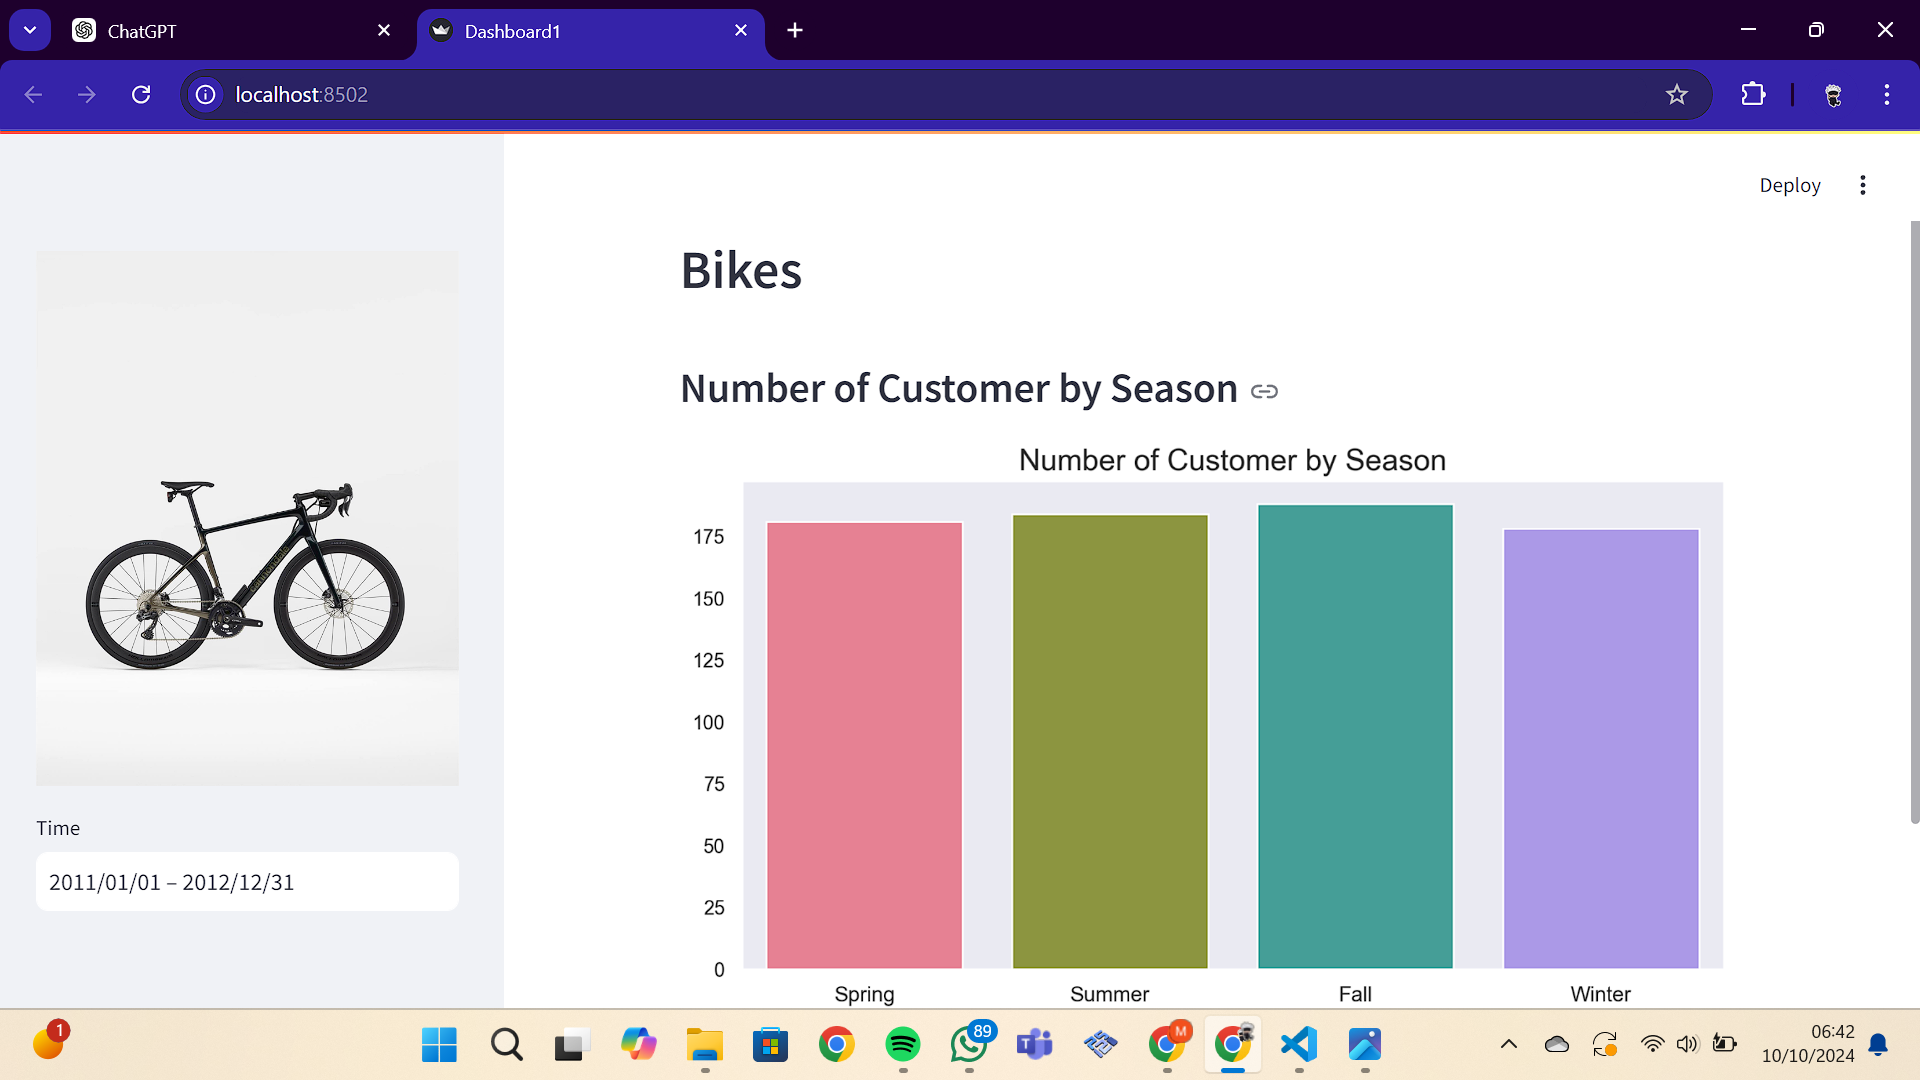 ChatGPT
Dashboard1
localhost:8502
Deploy
Bikes
Number of Customer by Season
Number of Customer by Season
175
150
125
100
75
50
25
0
Spring Summer Fall Winter
cannondale
Time
2011/01/01 – 2012/12/31
1
89
T
M
06:42
10/10/2024